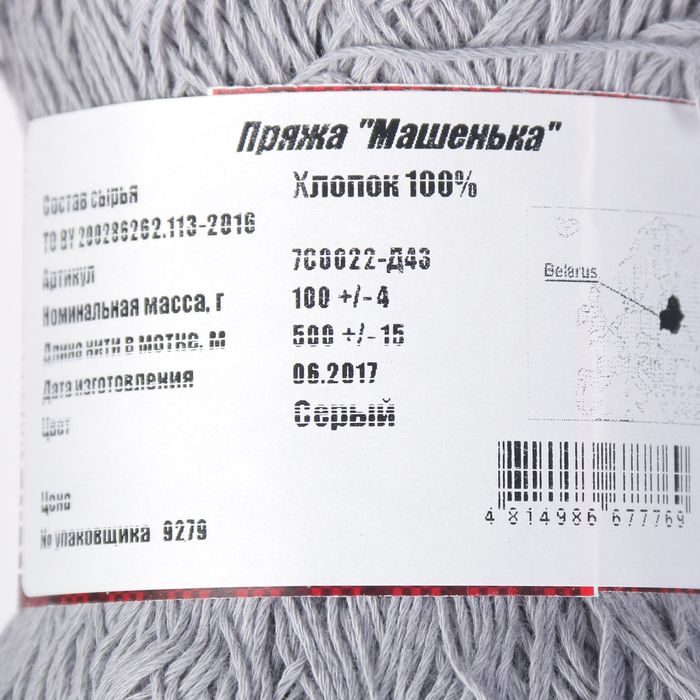 Пряжа "Машенька"
Состав сырья Хлопок 100%
ТО BY 200286262.113-2016
Артикул 7С0022-Д43
Номинальная масса, г 100 +/-4
Длина нити в мотке, м 500 +/-15
Дата изготовления 06.2017
Цвет Серый
Belarus
Цена
№ упаковщика 9279
4 814986 677769